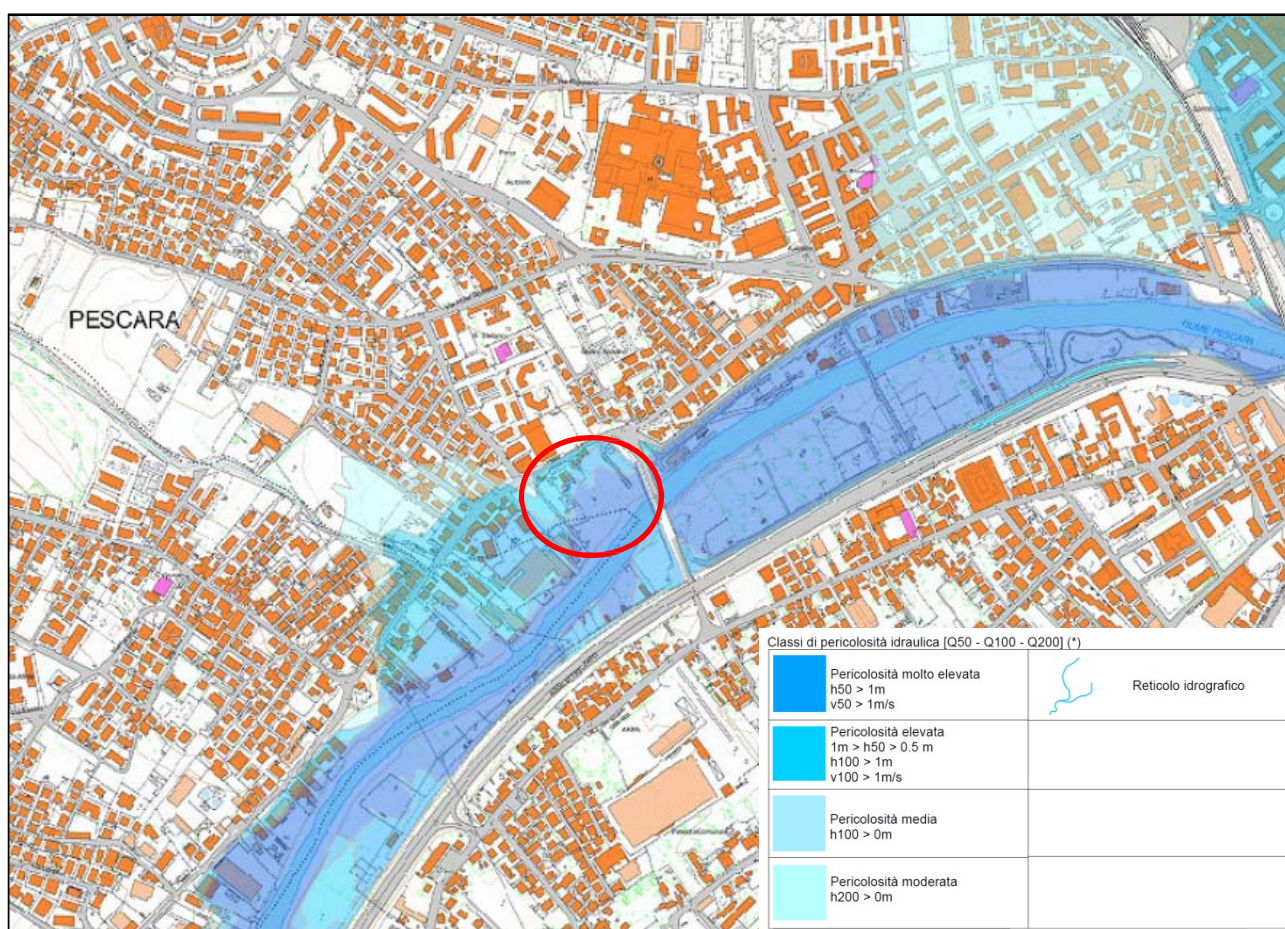 PESCARA
FIUME PESCARA
Classi di pericolosità idraulica [Q50 - Q100 - Q200] (*)
Pericolosità molto elevata
h50 > 1m
v50 > 1m/s
Reticolo idrografico
Pericolosità elevata
1m > h50 > 0.5 m
h100 > 1m
v100 > 1m/s
Pericolosità media
h100 > 0m
Pericolosità moderata
h200 > 0m